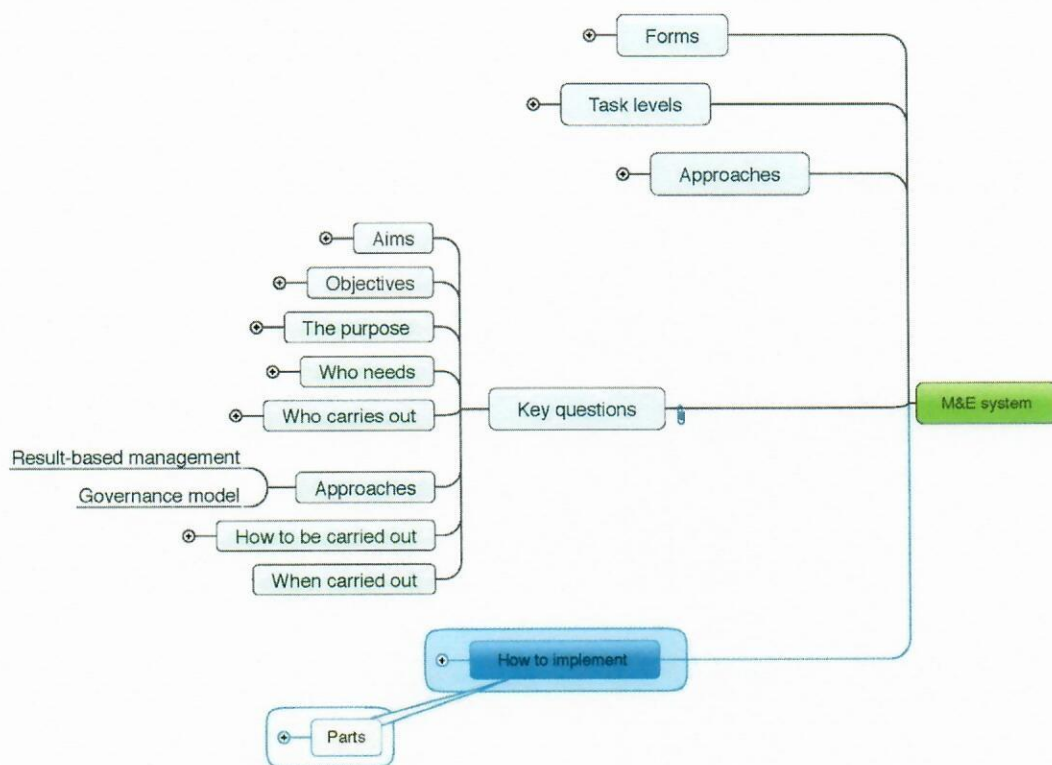 Forms
Task levels
Approaches
Aims
Objectives
The purpose
Who needs
Key questions
Who carries out
M&E system
Result-based management
Approaches
Governance model
How to be carried out
When carried out
How to implement
Parts